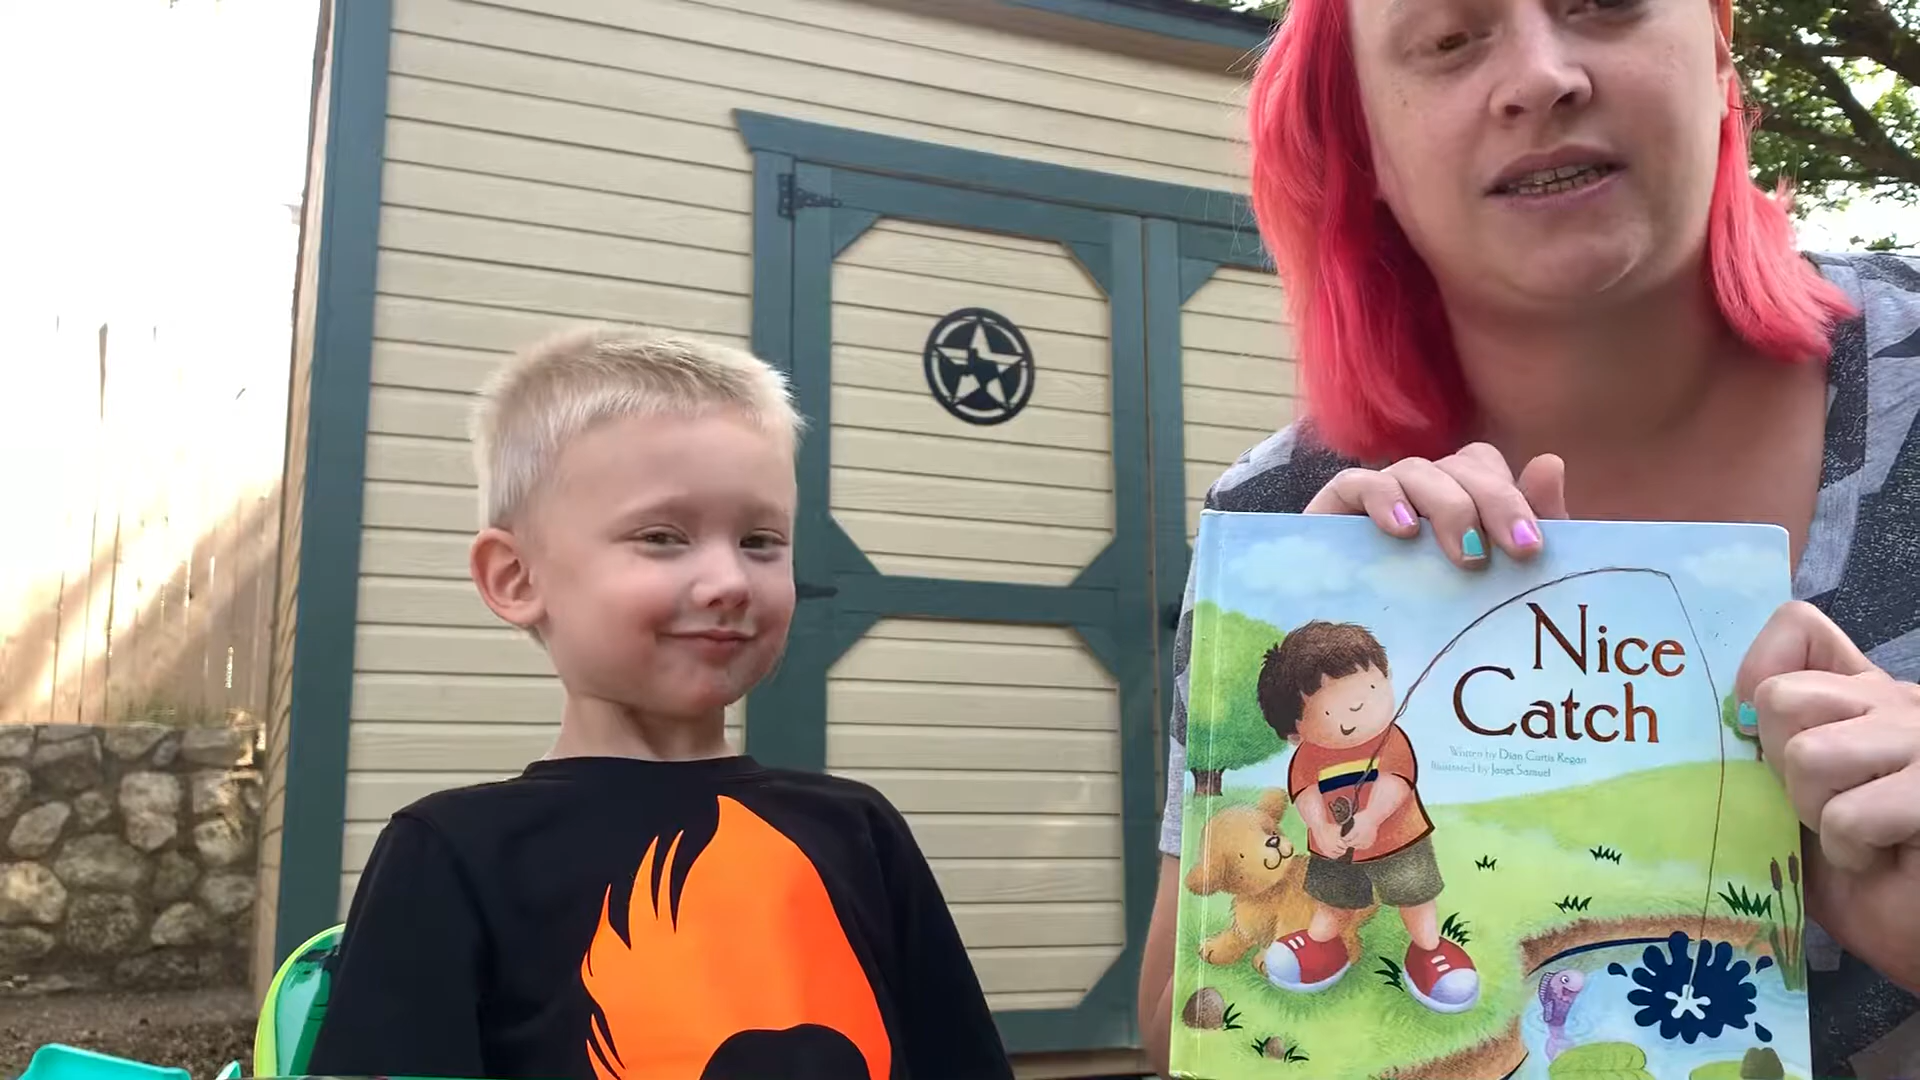 Nice
Catch
Written by Dian Curtis Regan
Illustrated by Janet Samuel